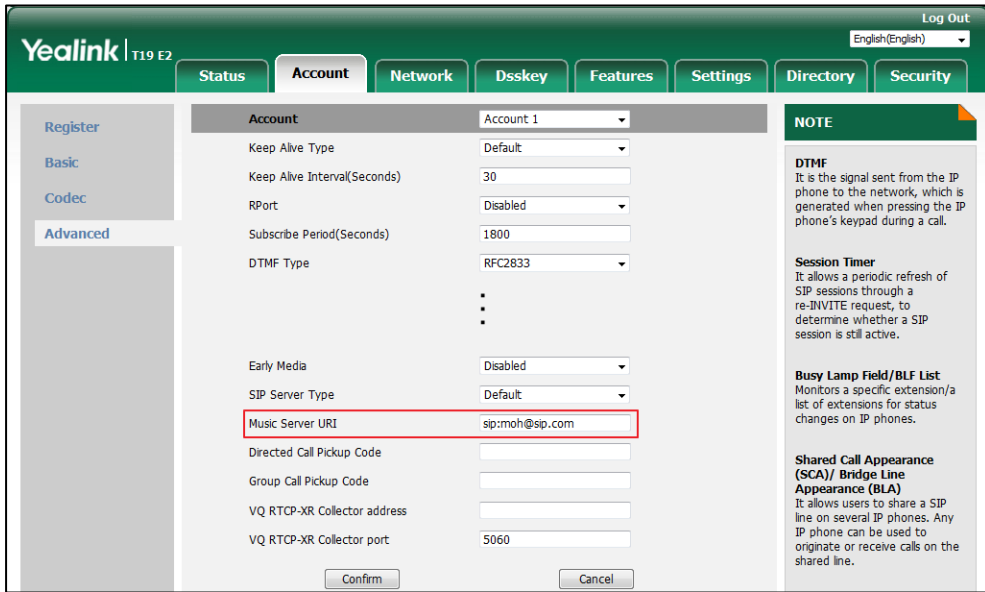 Log Out
Yealink T19 E2
English(English)
Status Account Network Dsskey Features Settings Directory Security
Register
Basic
Codec
Advanced
Account Account 1
Keep Alive Type Default
Keep Alive Interval(Seconds) 30
RPort Disabled
Subscribe Period(Seconds) 1800
DTMF Type RFC2833
Early Media Disabled
SIP Server Type Default
Music Server URI sip:moh@sip.com
Directed Call Pickup Code
Group Call Pickup Code
VQ RTCP-XR Collector address
VQ RTCP-XR Collector port 5060
Confirm Cancel
NOTE
DTMF
It is the signal sent from the IP
phone to the network, which is
generated when pressing the IP
phone's keypad during a call.
Session Timer
It allows a periodic refresh of
SIP sessions through a
re-INVITE request, to
determine whether a SIP
session is still active.
Busy Lamp Field/BLF List
Monitors a specific extension/a
list of extensions for status
changes on IP phones.
Shared Call Appearance
(SCA)/ Bridge Line
Appearance (BLA)
It allows users to share a SIP
line on several IP phones. Any
IP phone can be used to
originate or receive calls on the
shared line.